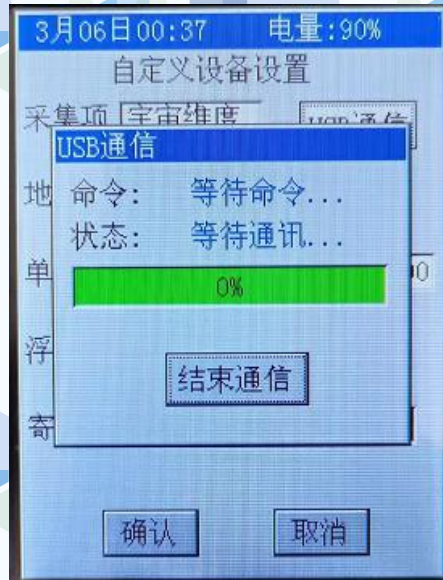 3月06日00:37 电量:90%
自定义设备设置
采集项 宇宙维度
USB通信
地
命令: 等待命令...
状态: 等待通讯...
单
0%
浮
结束通信
寄
确认 取消